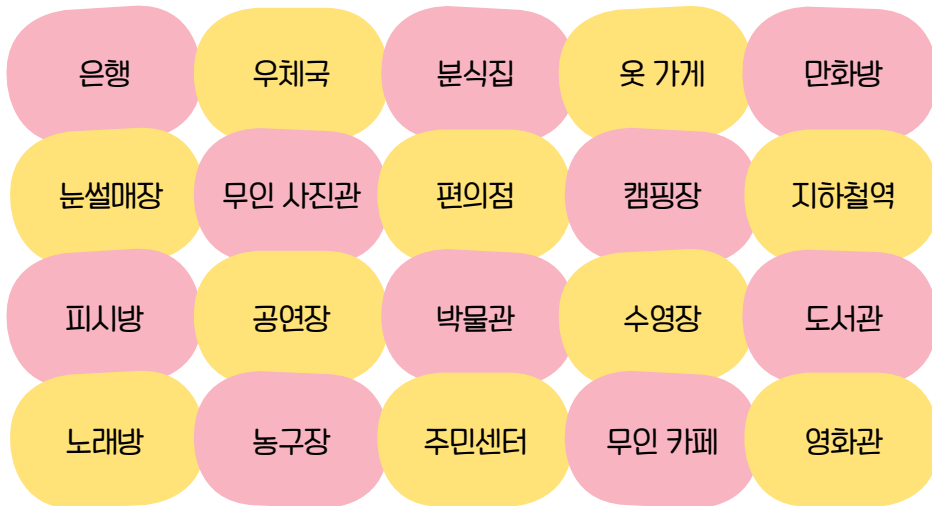 은행 우체국 분식집 옷 가게 만화방
눈썰매장 무인 사진관 편의점 캠핑장 지하철역
피시방 공연장 박물관 수영장 도서관
노래방 농구장 주민센터 무인 카페 영화관